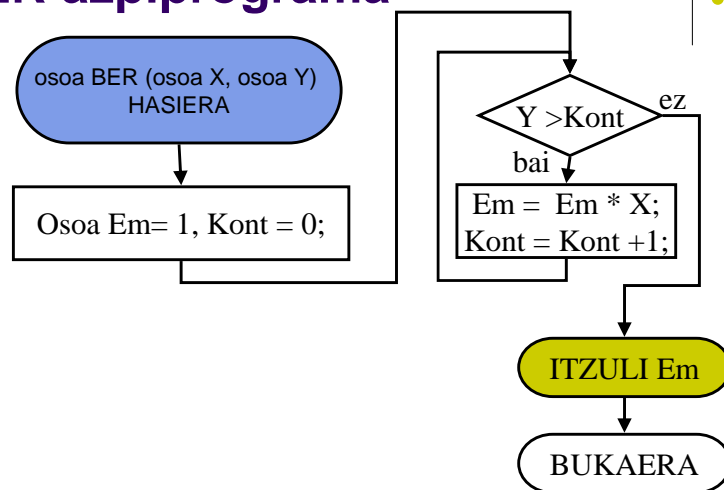 azpiprograma
osoa BER (osoa X, osoa Y)
HASIERA
Osoa Em= 1, Kont = 0;
Y >Kont
ez
bai
Em = Em * X;
Kont = Kont +1;
ITZULI Em
BUKAERA